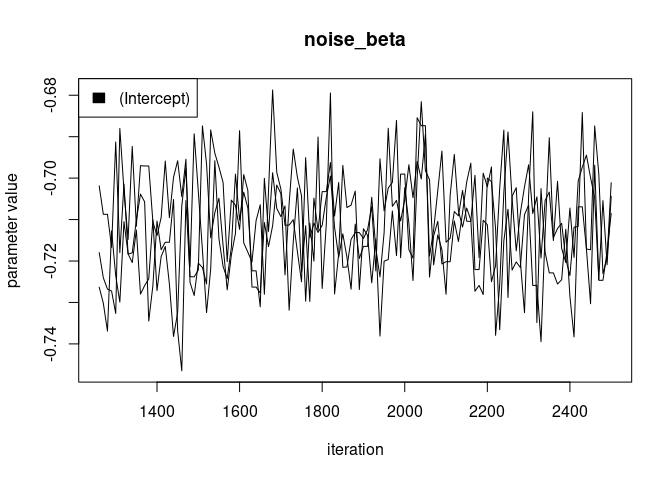 noise_beta
(Intercept)
parameter value
-0.68
-0.70
-0.72
-0.74
1400 1600 1800 2000 2200 2400
iteration